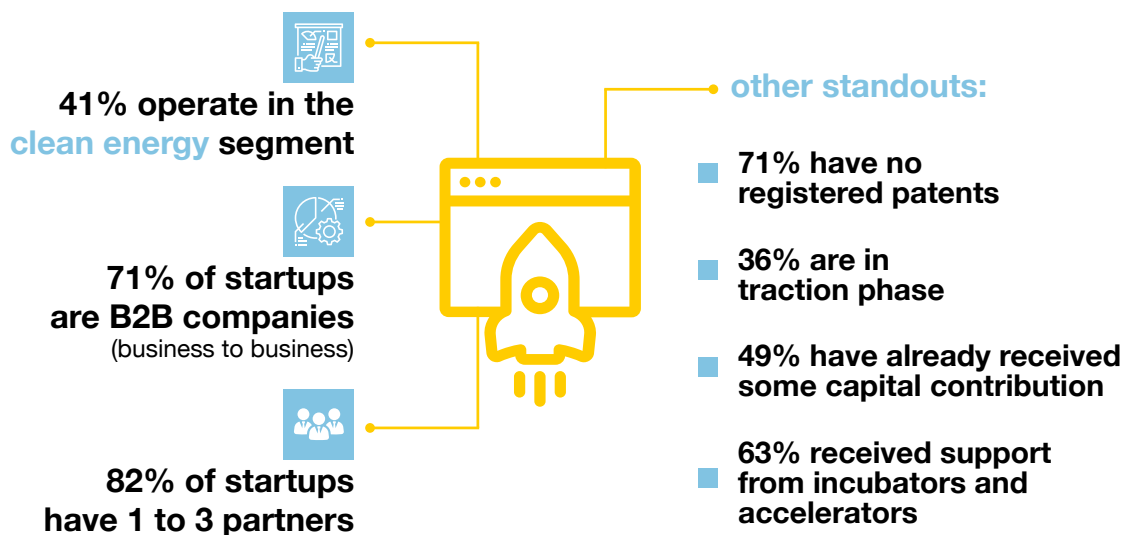 41% operate in the
clean energy segment
71% of startups
are B2B companies
(business to business)
82% of startups
have 1 to 3 partners
other standouts:
71% have no
registered patents
36% are in
traction phase
49% have already received
some capital contribution
63% received support
from incubators and
accelerators